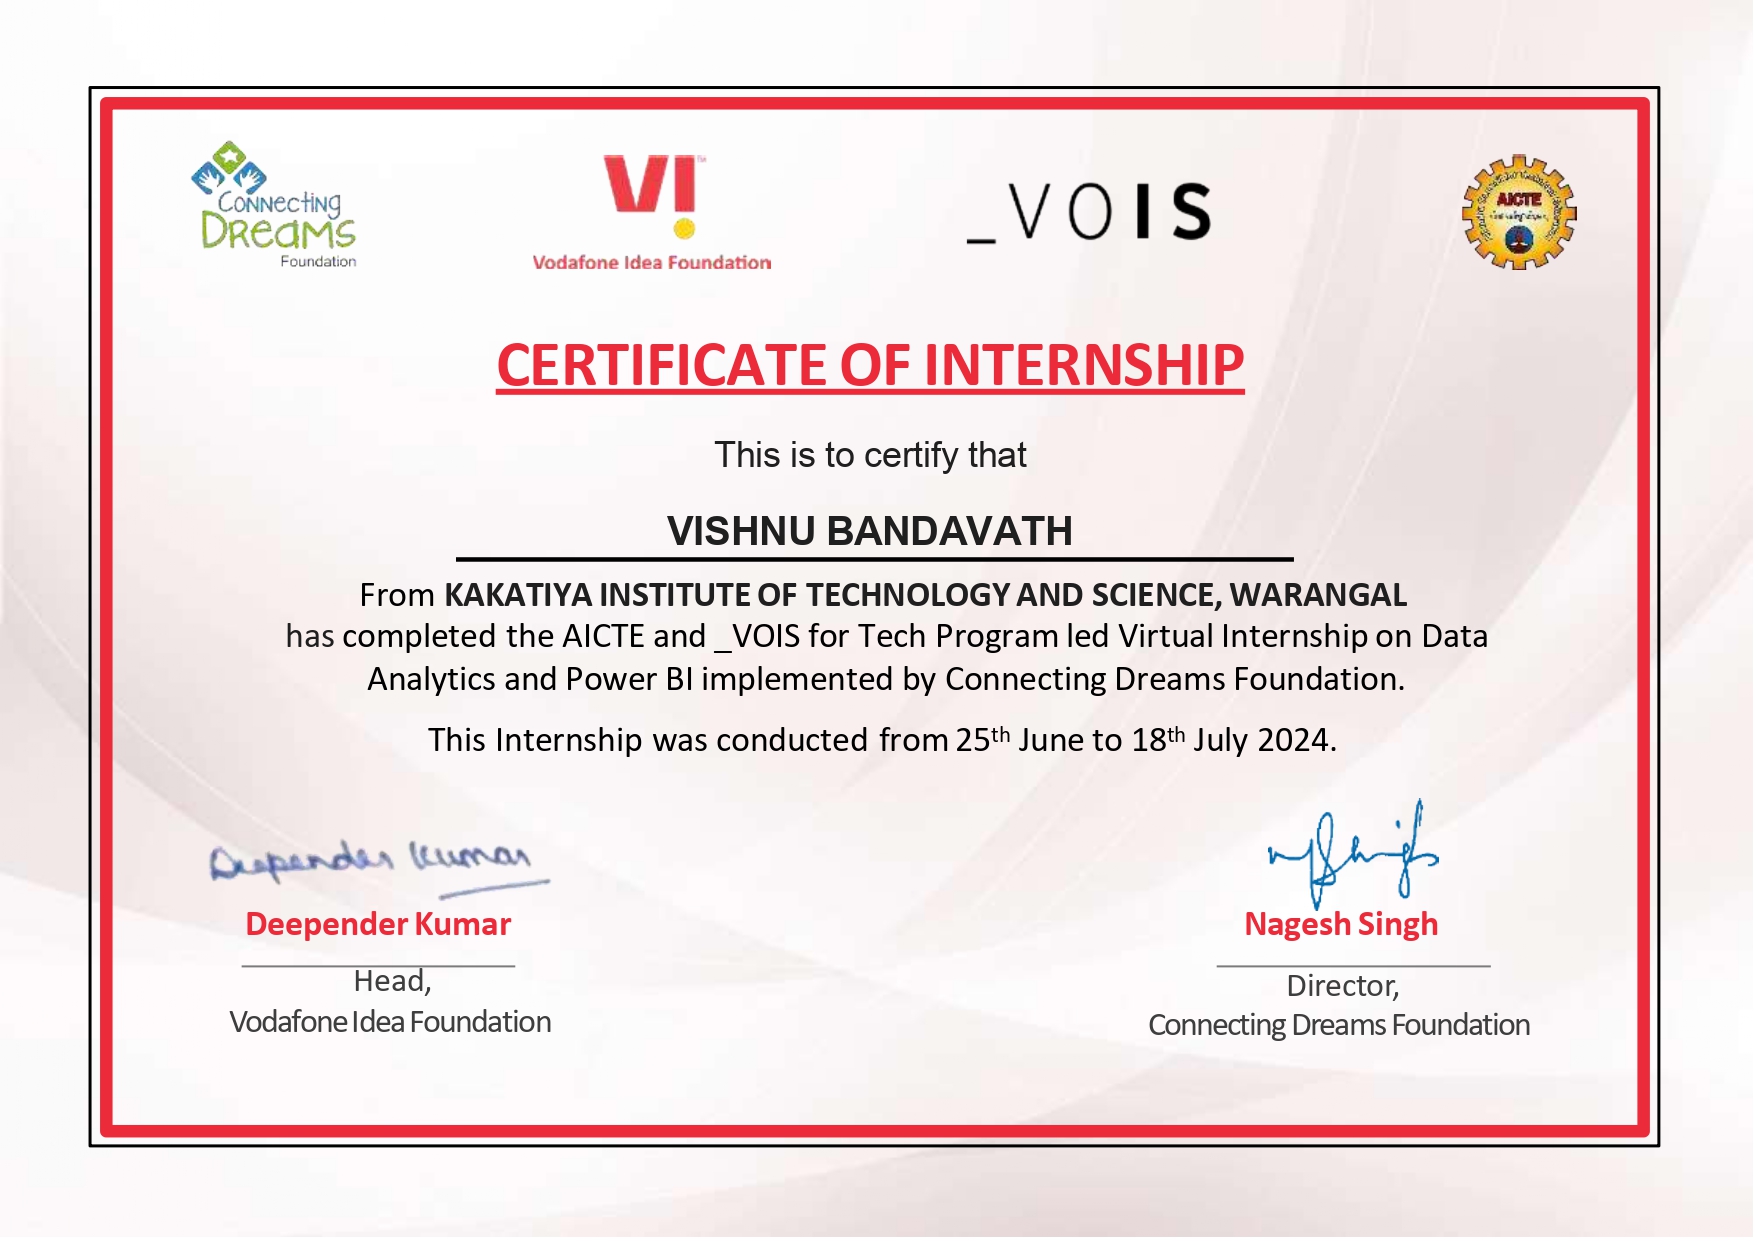 Connecting
Dreams
Foundation
VI
TM
Vodafone Idea Foundation
_VOIS
AICTE
CERTIFICATE OF INTERNSHIP
This is to certify that
VISHNU BANDAVATH
From KAKATIYA INSTITUTE OF TECHNOLOGY AND SCIENCE, WARANGAL
has completed the AICTE and _VOIS for Tech Program led Virtual Internship on Data
Analytics and Power BI implemented by Connecting Dreams Foundation.
This Internship was conducted from 25th June to 18th July 2024.
Deepender Kumar
Deepender Kumar
Head,
Vodafone Idea Foundation
Nagesh Singh
Director,
Connecting Dreams Foundation